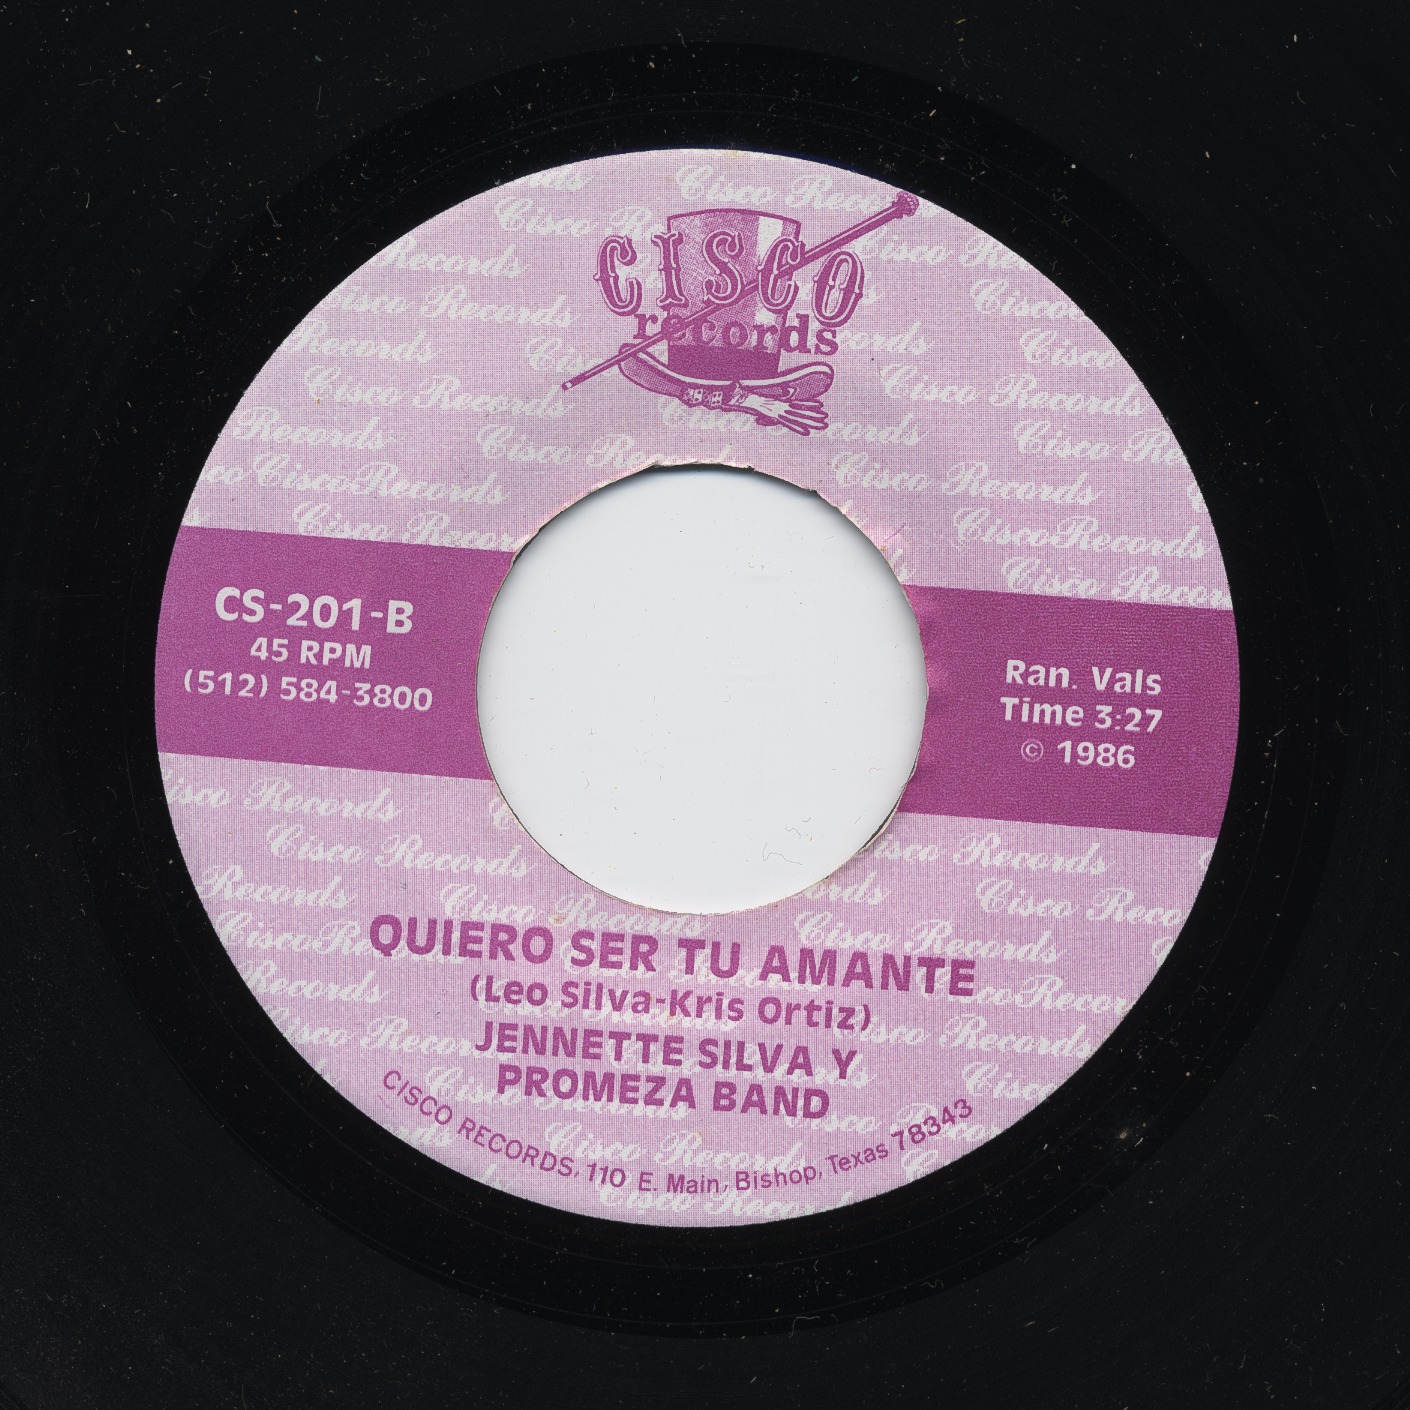 CISCO
records
CS-201-B
45 RPM
(512) 584-3800
Ran. Vals
Time 3:27
© 1986
QUIERO SER TU AMANTE
(Leo Silva-Kris Ortiz)
JENNETTE SILVA Y
PROMEZA BAND
CISCO RECORDS, 110 E. Main, Bishop, Texas 78343